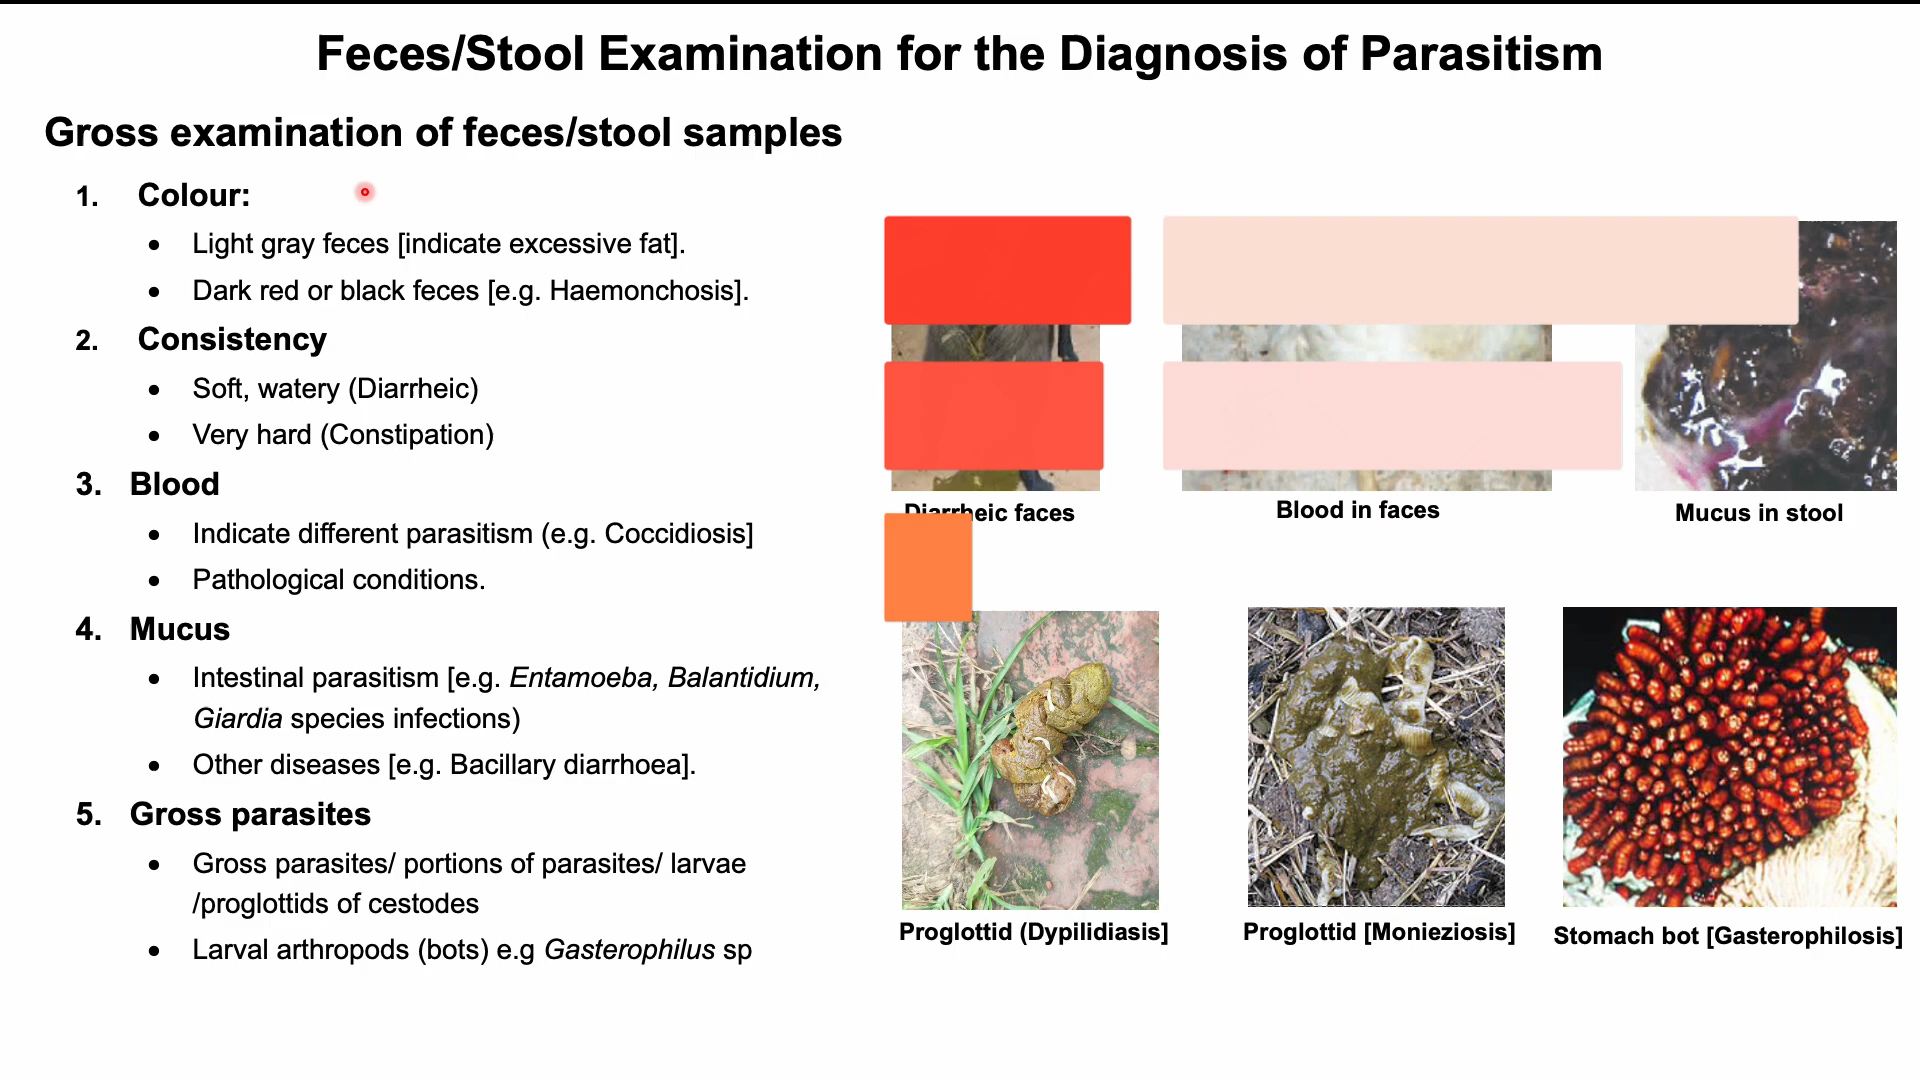 Feces/Stool Examination for the Diagnosis of Parasitism
Gross examination of feces/stool samples
1. Colour:
• Light gray feces [indicate excessive fat].
• Dark red or black feces [e.g. Haemonchosis].
2. Consistency
• Soft, watery (Diarrheic)
• Very hard (Constipation)
3. Blood
• Indicate different parasitism (e.g. Coccidiosis]
• Pathological conditions.
4. Mucus
• Intestinal parasitism [e.g. Entamoeba, Balantidium,
Giardia species infections)
• Other diseases [e.g. Bacillary diarrhoea].
5. Gross parasites
• Gross parasites/ portions of parasites/ larvae
/proglottids of cestodes
• Larval arthropods (bots) e.g Gasterophilus sp
Diarrheic faces
Blood in faces
Mucus in stool
Proglottid (Dypilidiasis]
Proglottid [Monieziosis]
Stomach bot [Gasterophilosis]